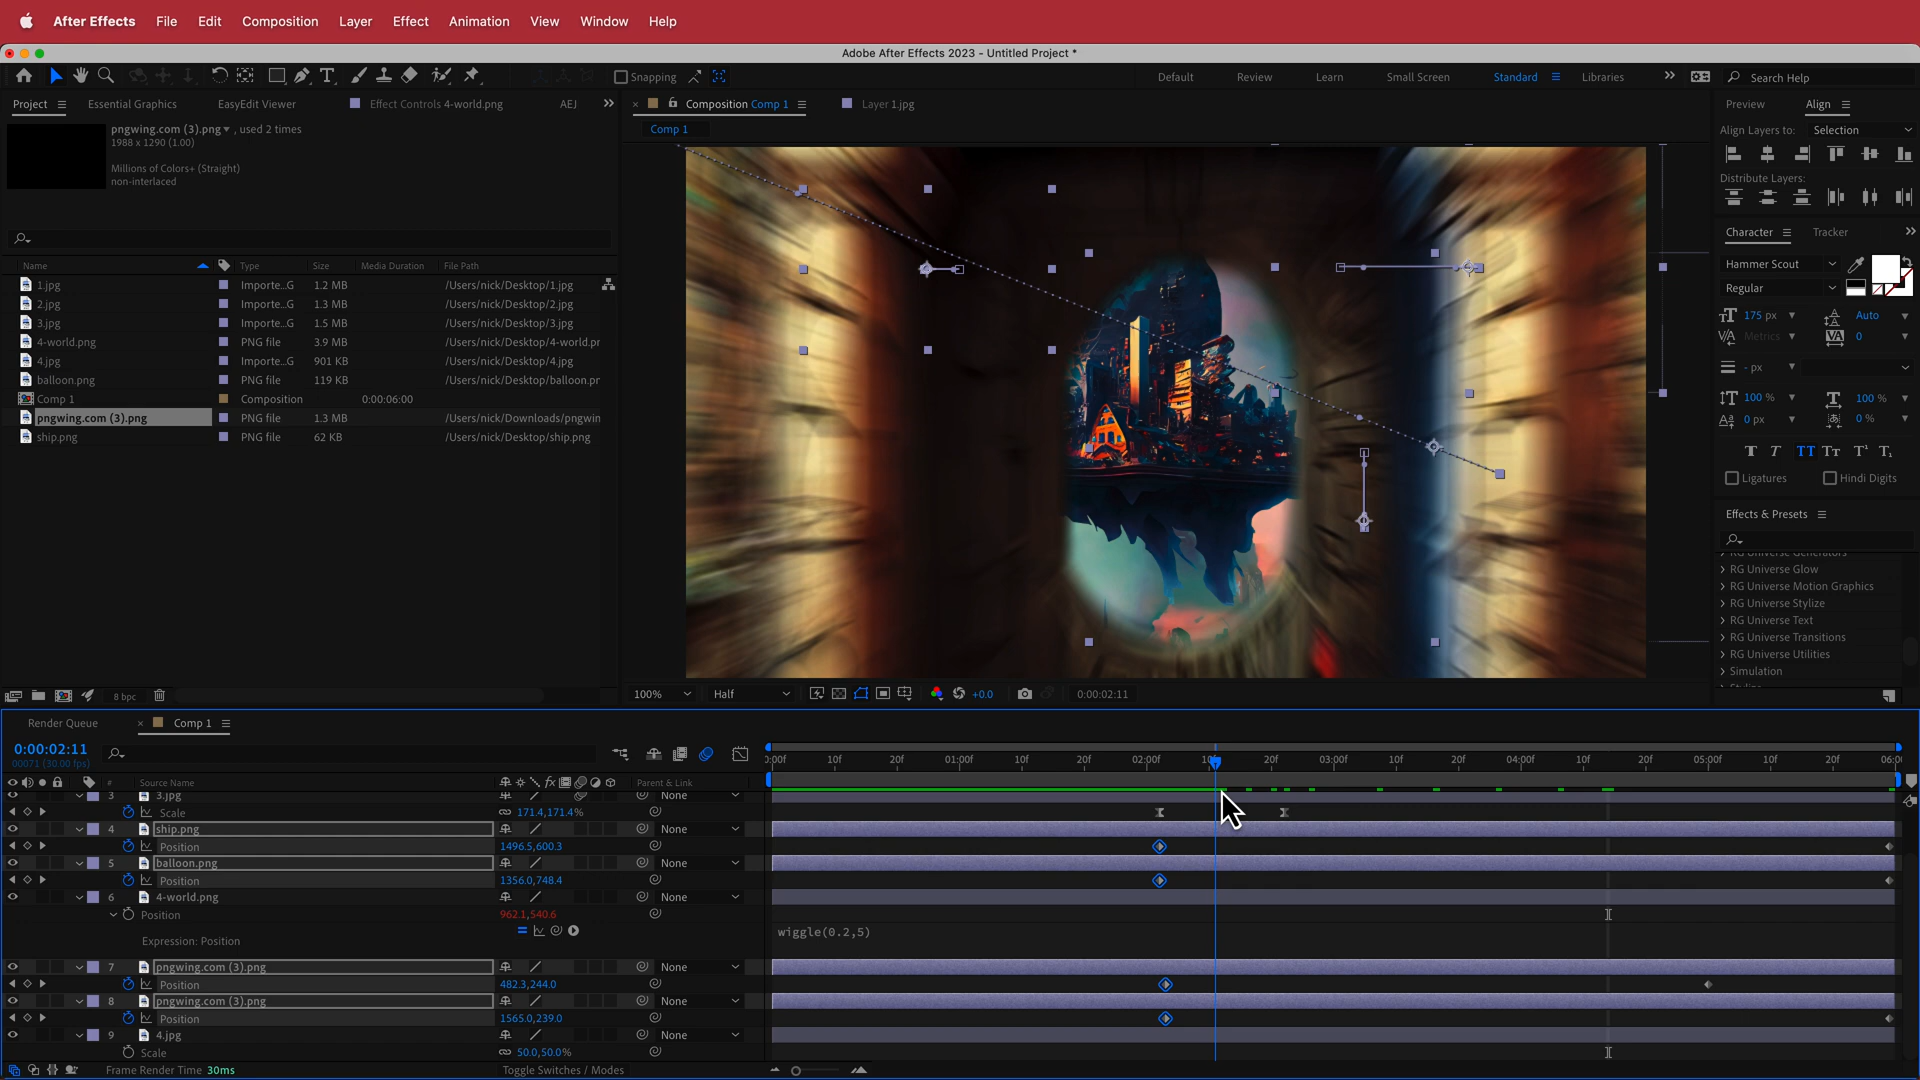 After Effects File Edit Composition Layer Effect Animation View Window Help
Adobe After Effects 2023 - Untitled Project *
Snapping
Default Review Learn Small Screen Standard Libraries Search Help
Project Essential Graphics EasyEdit Viewer Effect Controls 4-world.png AEJ
pngwing.com (3).png , used 2 times
1988 x 1290 (1.00)
Millions of Colors+ (Straight)
non-interlaced
Name Type Size Media Duration File Path
1.jpg Importe...G 1.2 MB /Users/nick/Desktop/1.jpg
2.jpg Importe...G 1.3 MB /Users/nick/Desktop/2.jpg
3.jpg Importe...G 1.5 MB /Users/nick/Desktop/3.jpg
4-world.png PNG file 3.9 MB /Users/nick/Desktop/4-world.pr
4.jpg Importe...G 901 KB /Users/nick/Desktop/4.jpg
balloon.png PNG file 119 KB /Users/nick/Desktop/balloon.pr
Comp 1 Composition 0:00:06:00
pngwing.com (3).png PNG file 1.3 MB /Users/nick/Downloads/pngwin
ship.png PNG file 62 KB /Users/nick/Desktop/ship.png
8 bpc
Composition Comp 1 Layer 1.jpg
Comp 1
100% Half +0.0 0:00:02:11
Preview Align
Align Layers to: Selection
Distribute Layers:
Character Tracker
Hammer Scout
Regular
175 px Auto
Metrics 0
- px
100 % 100 %
0 px 0 %
Ligatures Hindi Digits
Effects & Presets
RG Universe Generators
RG Universe Glow
RG Universe Motion Graphics
RG Universe Stylize
RG Universe Text
RG Universe Transitions
RG Universe Utilities
Simulation
Render Queue Comp 1
0:00:02:11
00071 (30.00 fps)
# Source Name Parent & Link
10f 20f 01:00f 10f 20f 02:00f 20f 03:00f 10f 20f 04:00f 10f 20f 05:00f 10f 20f
3 3.jpg None
Scale 171.4,171.4%
4 ship.png None
Position 1496.5,600.3
5 balloon.png None
Position 1356.0,748.4
6 4-world.png None
Position 962.1,540.6
Expression: Position wiggle(0.2,5)
7 pngwing.com (3).png None
Position 482.3,244.0
8 pngwing.com (3).png None
Position 1565.0,239.0
9 4.jpg None
Scale 50.0,50.0%
Frame Render Time 30ms Toggle Switches / Modes